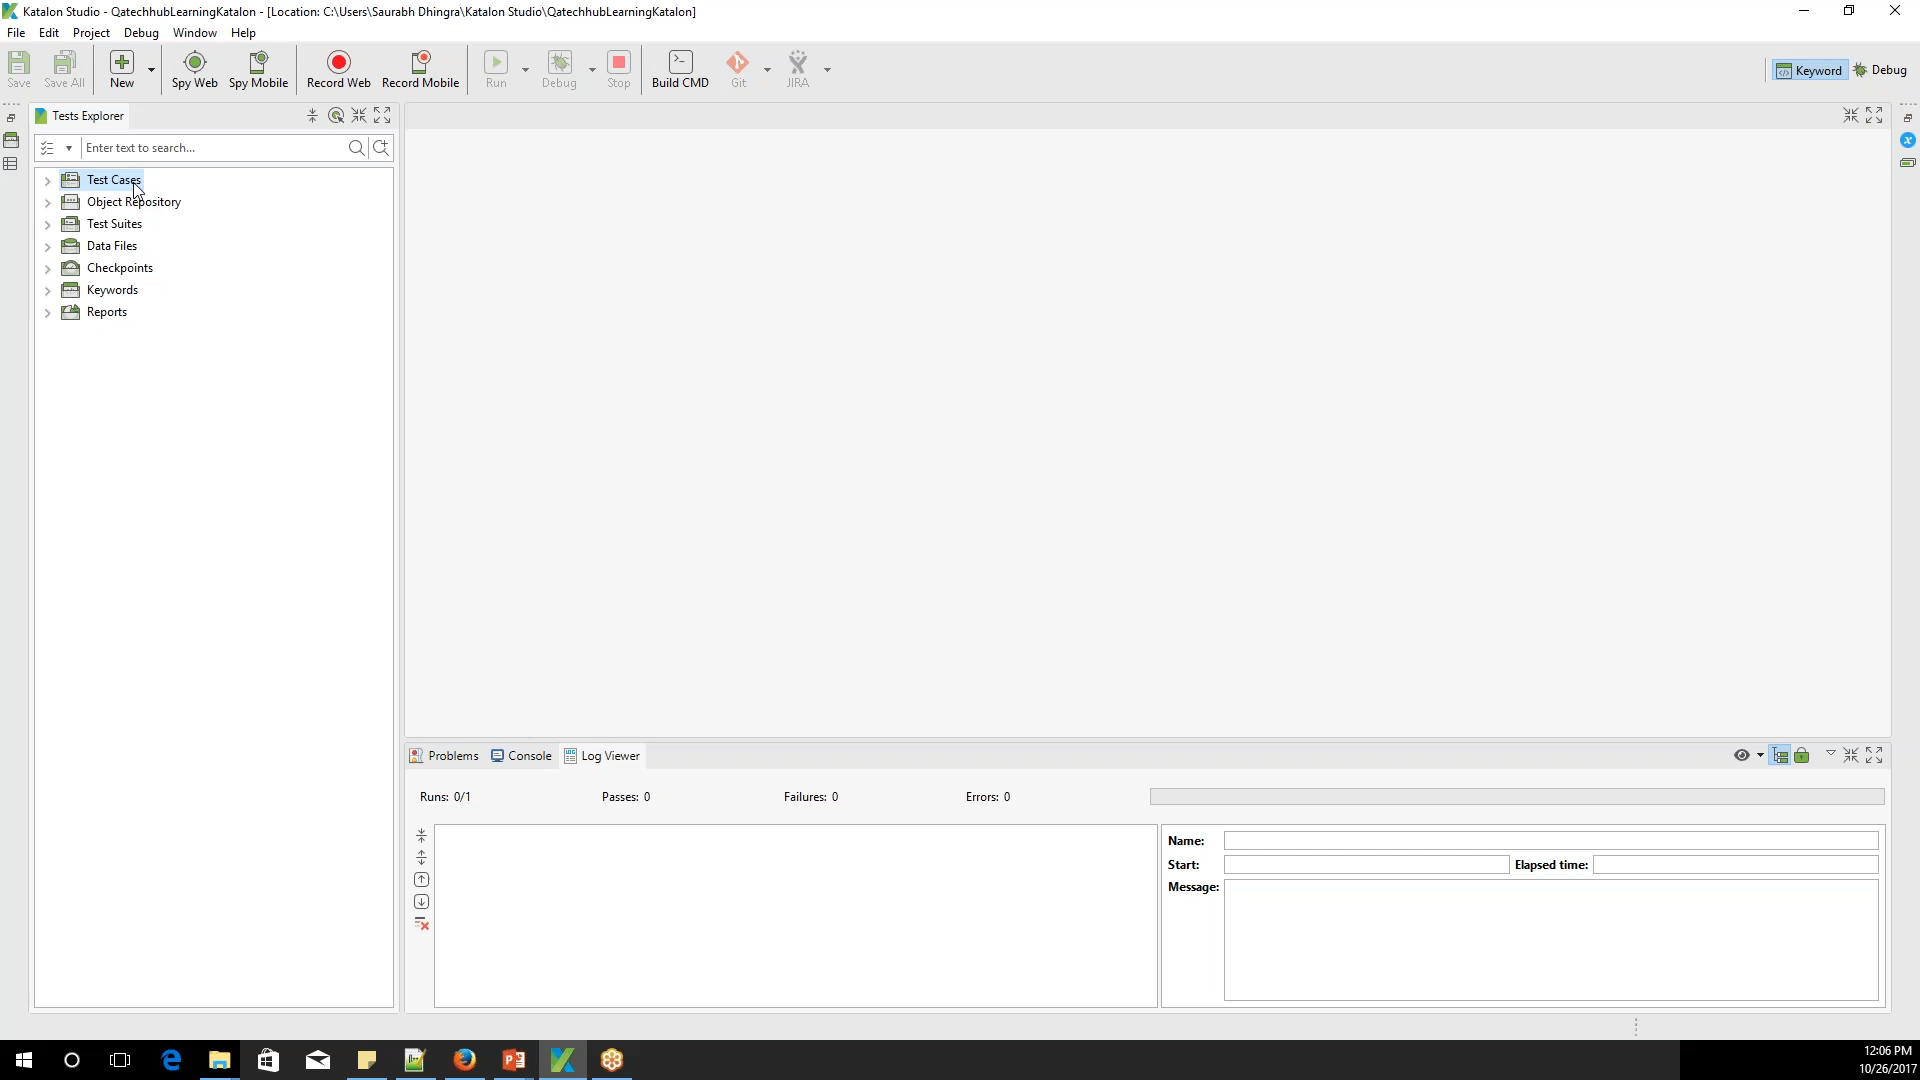 Katalon Studio - QatechhubLearningKatalon - [Location: C:\Users\Saurabh Dhingra\Katalon Studio\QatechhubLearningKatalon]
File Edit Project Debug Window Help
Save Save All New Spy Web Spy Mobile Record Web Record Mobile Run Debug Stop Build CMD Git JIRA Keyword Debug
Tests Explorer
Enter text to search...
Test Cases
Object Repository
Test Suites
Data Files
Checkpoints
Keywords
Reports
Problems Console Log Viewer
Runs: 0/1 Passes: 0 Failures: 0 Errors: 0
Name:
Start: Elapsed time:
Message:
12:06 PM
10/26/2017